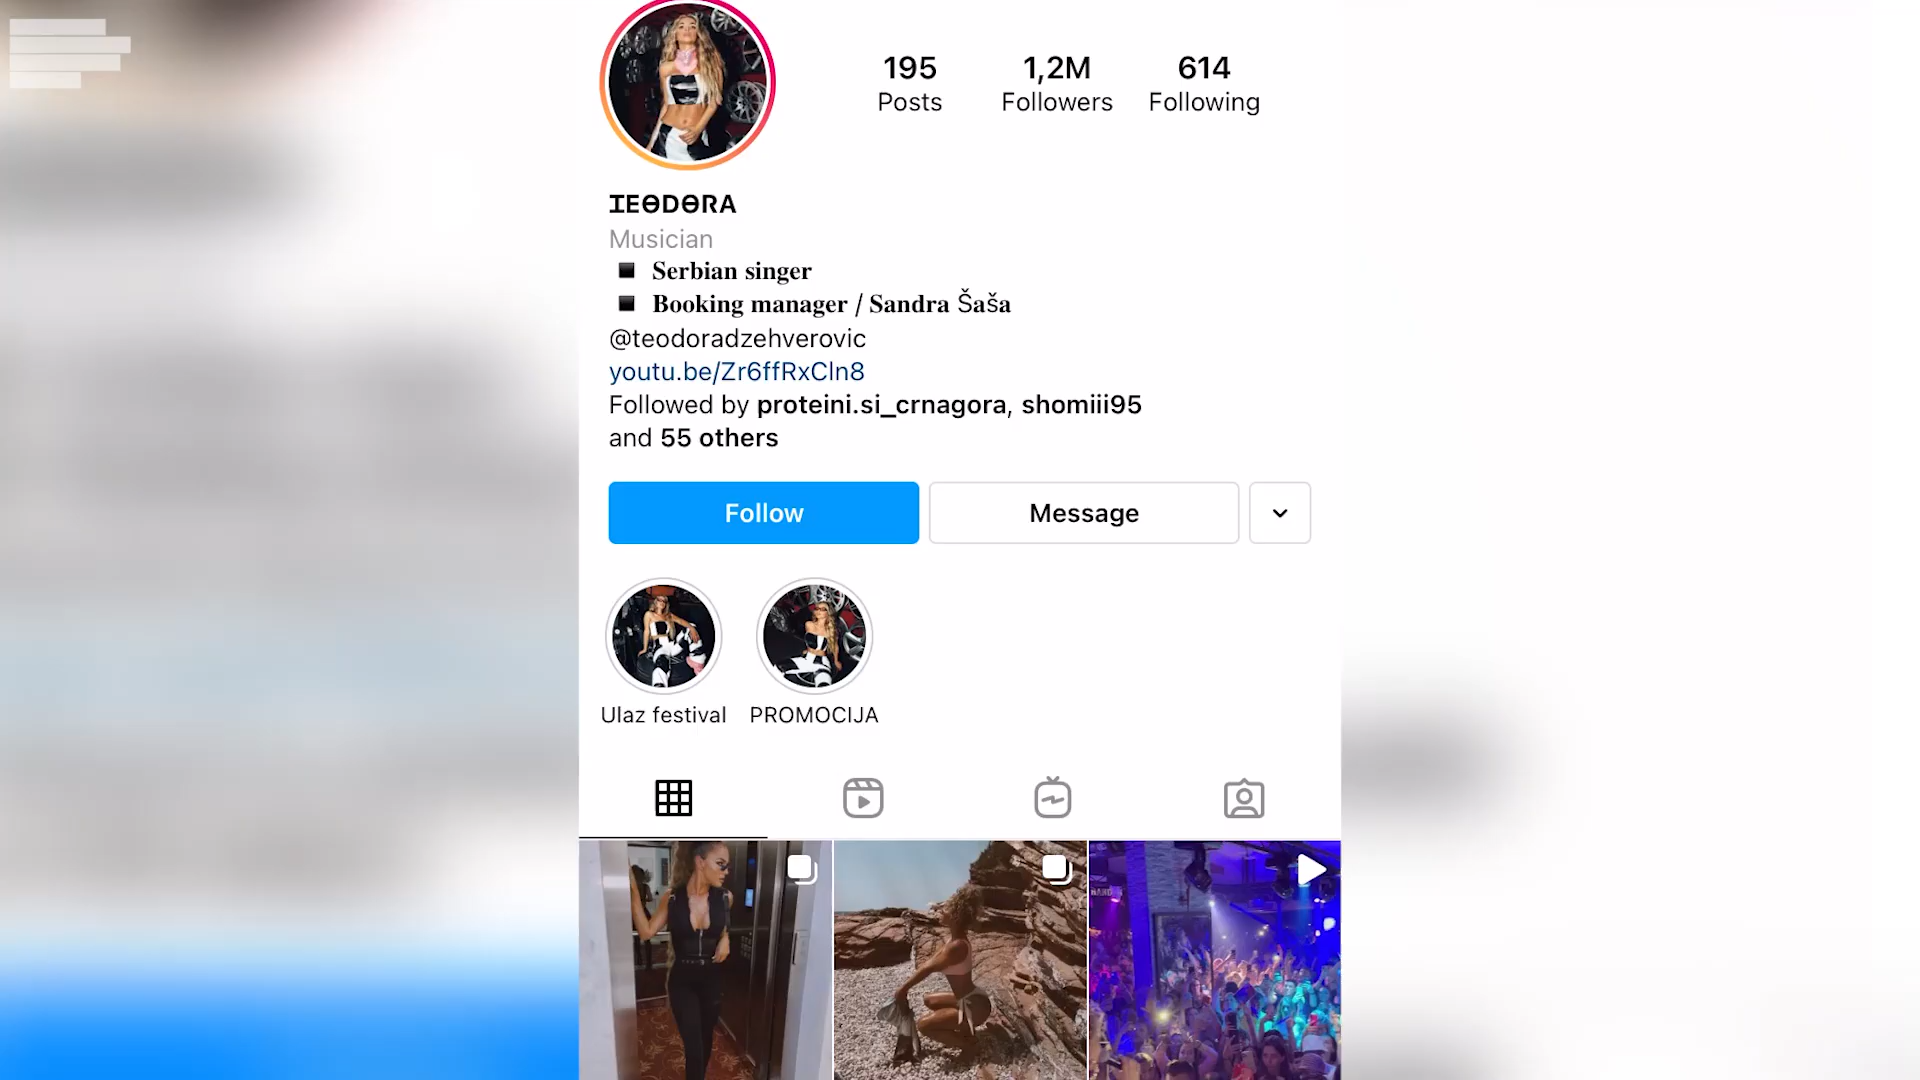 195 1,2M 614
Posts Followers Following
ꞮEꝊDꝊRA
Musician
Serbian singer
Booking manager / Sandra Šaša
@teodoradzehverovic
youtu.be/Zr6ffRxCln8
Followed by proteini.si_crnagora, shomiii95
and 55 others
Follow Message
Ulaz festival PROMOCIJA